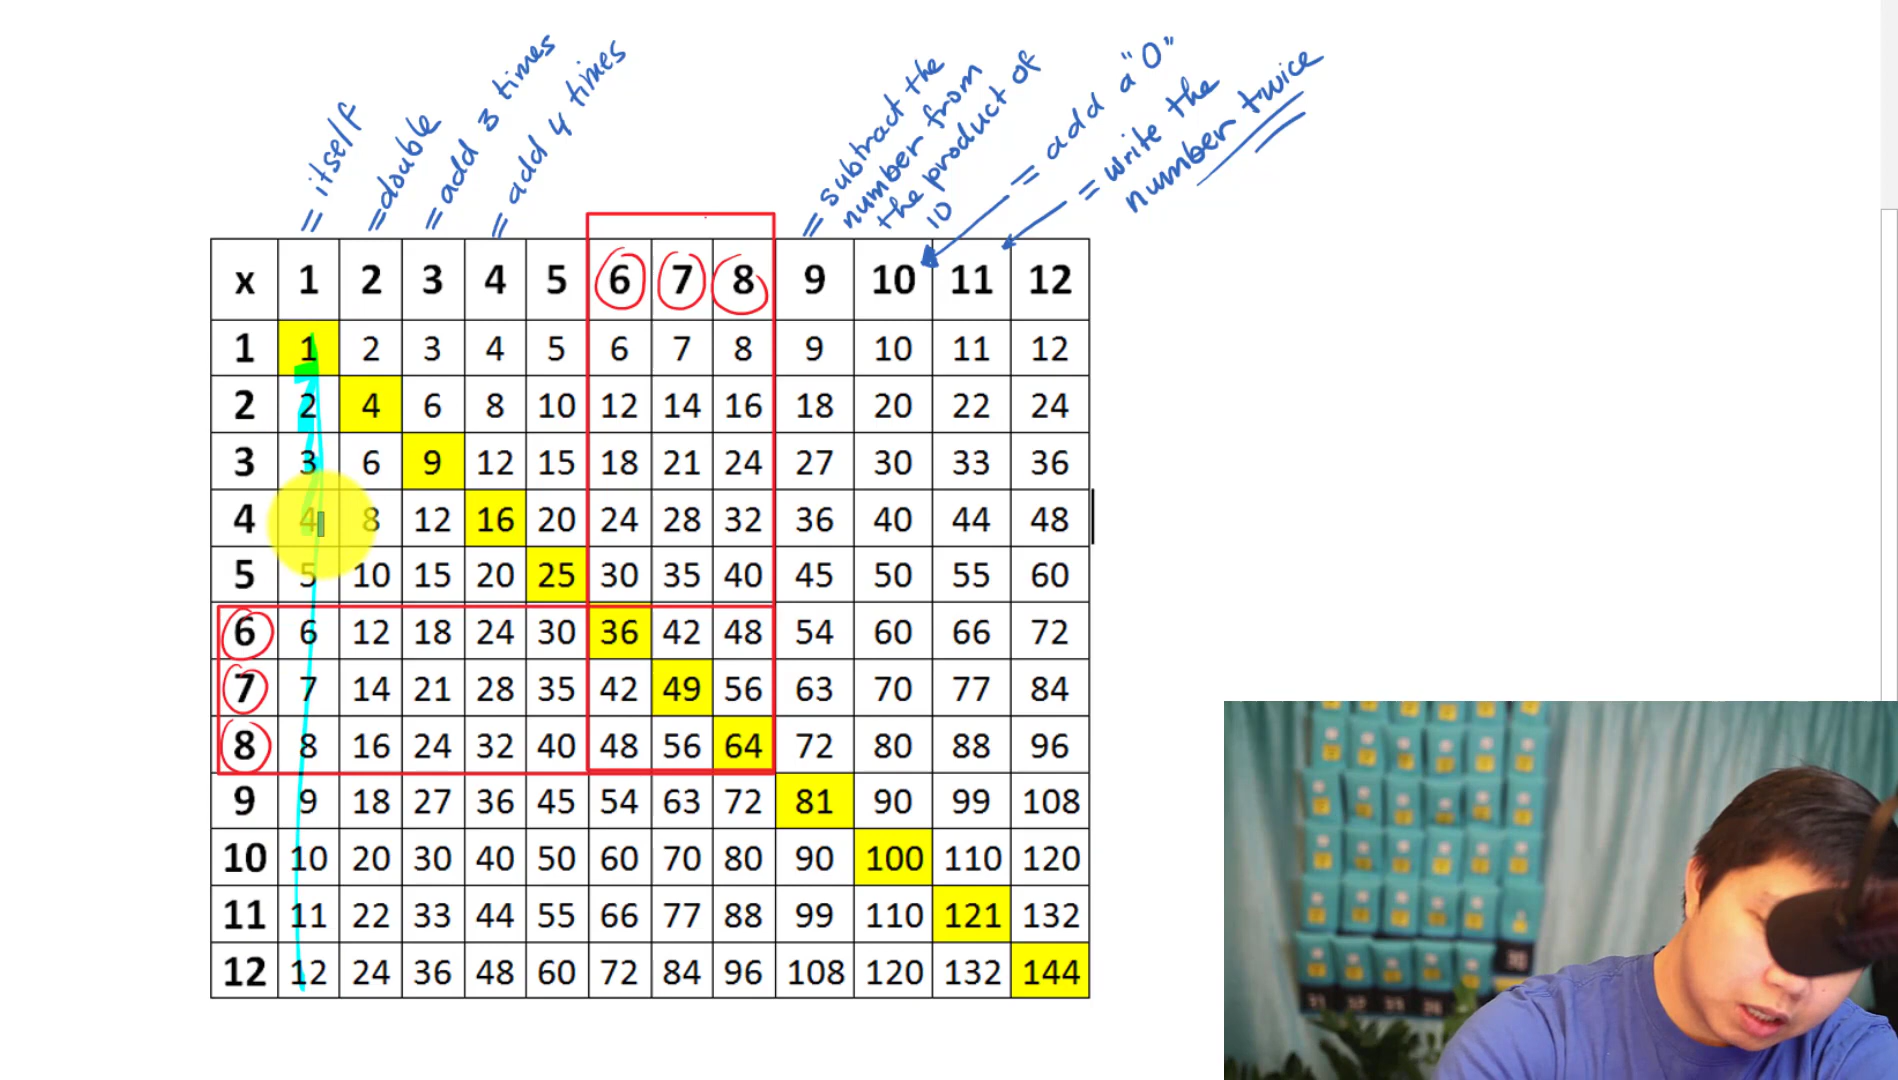 = itself
= double
= add 3 times
= add 4 times
= subtract the
number from
the product of
10
= add a "0"
= write the
number twice
x 1 2 3 4 5 6 7 8 9 10 11 12
1 1 2 3 4 5 6 7 8 9 10 11 12
2 2 4 6 8 10 12 14 16 18 20 22 24
3 3 6 9 12 15 18 21 24 27 30 33 36
4 4 8 12 16 20 24 28 32 36 40 44 48
5 5 10 15 20 25 30 35 40 45 50 55 60
6 6 12 18 24 30 36 42 48 54 60 66 72
7 7 14 21 28 35 42 49 56 63 70 77 84
8 8 16 24 32 40 48 56 64 72 80 88 96
9 9 18 27 36 45 54 63 72 81 90 99 108
10 10 20 30 40 50 60 70 80 90 100 110 120
11 11 22 33 44 55 66 77 88 99 110 121 132
12 12 24 36 48 60 72 84 96 108 120 132 144